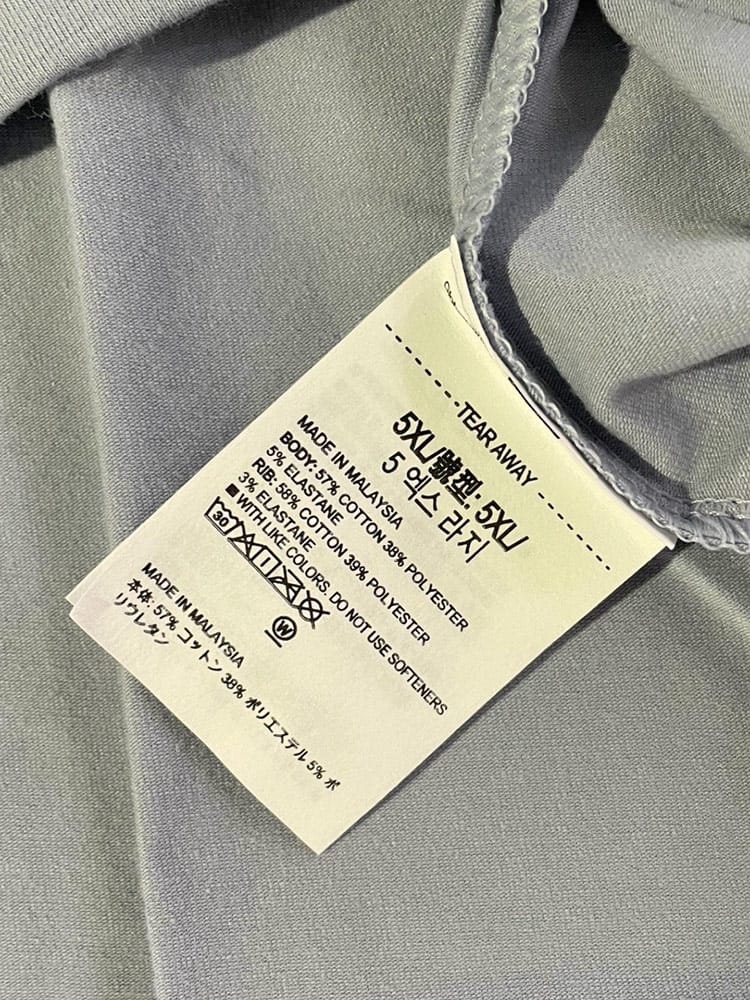 TEAR AWAY
5XL/號型: 5XL/
5 엑스 라지
MADE IN MALAYSIA
BODY: 57% COTTON 38% POLYESTER
5% ELASTANE
RIB: 58% COTTON 39% POLYESTER
3% ELASTANE
■ WITH LIKE COLORS. DO NOT USE SOFTENERS
30
W
MADE IN MALAYSIA
本体: 57% コットン 38% ポリエステル 5% ポ
リウレタン